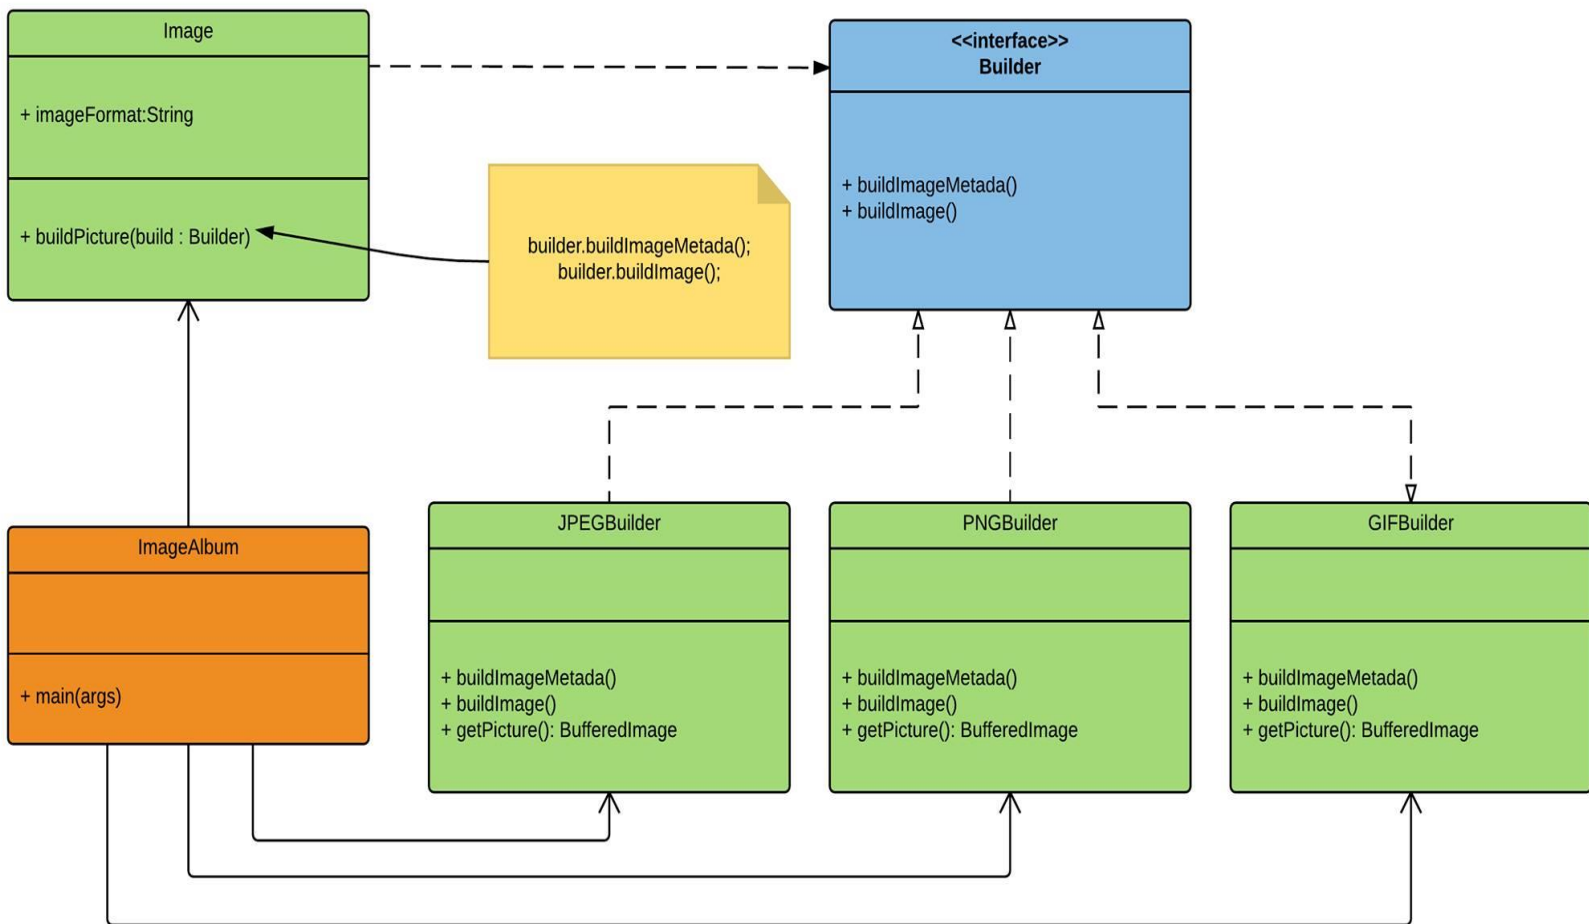 Image
+ imageFormat:String
+ buildPicture(build : Builder)
<<interface>>
Builder
+ buildImageMetada()
+ buildImage()
builder.buildImageMetada();
builder.buildImage();
ImageAlbum
+ main(args)
JPEGBuilder
+ buildImageMetada()
+ buildImage()
+ getPicture(): BufferedImage
PNGBuilder
+ buildImageMetada()
+ buildImage()
+ getPicture(): BufferedImage
GIFBuilder
+ buildImageMetada()
+ buildImage()
+ getPicture(): BufferedImage